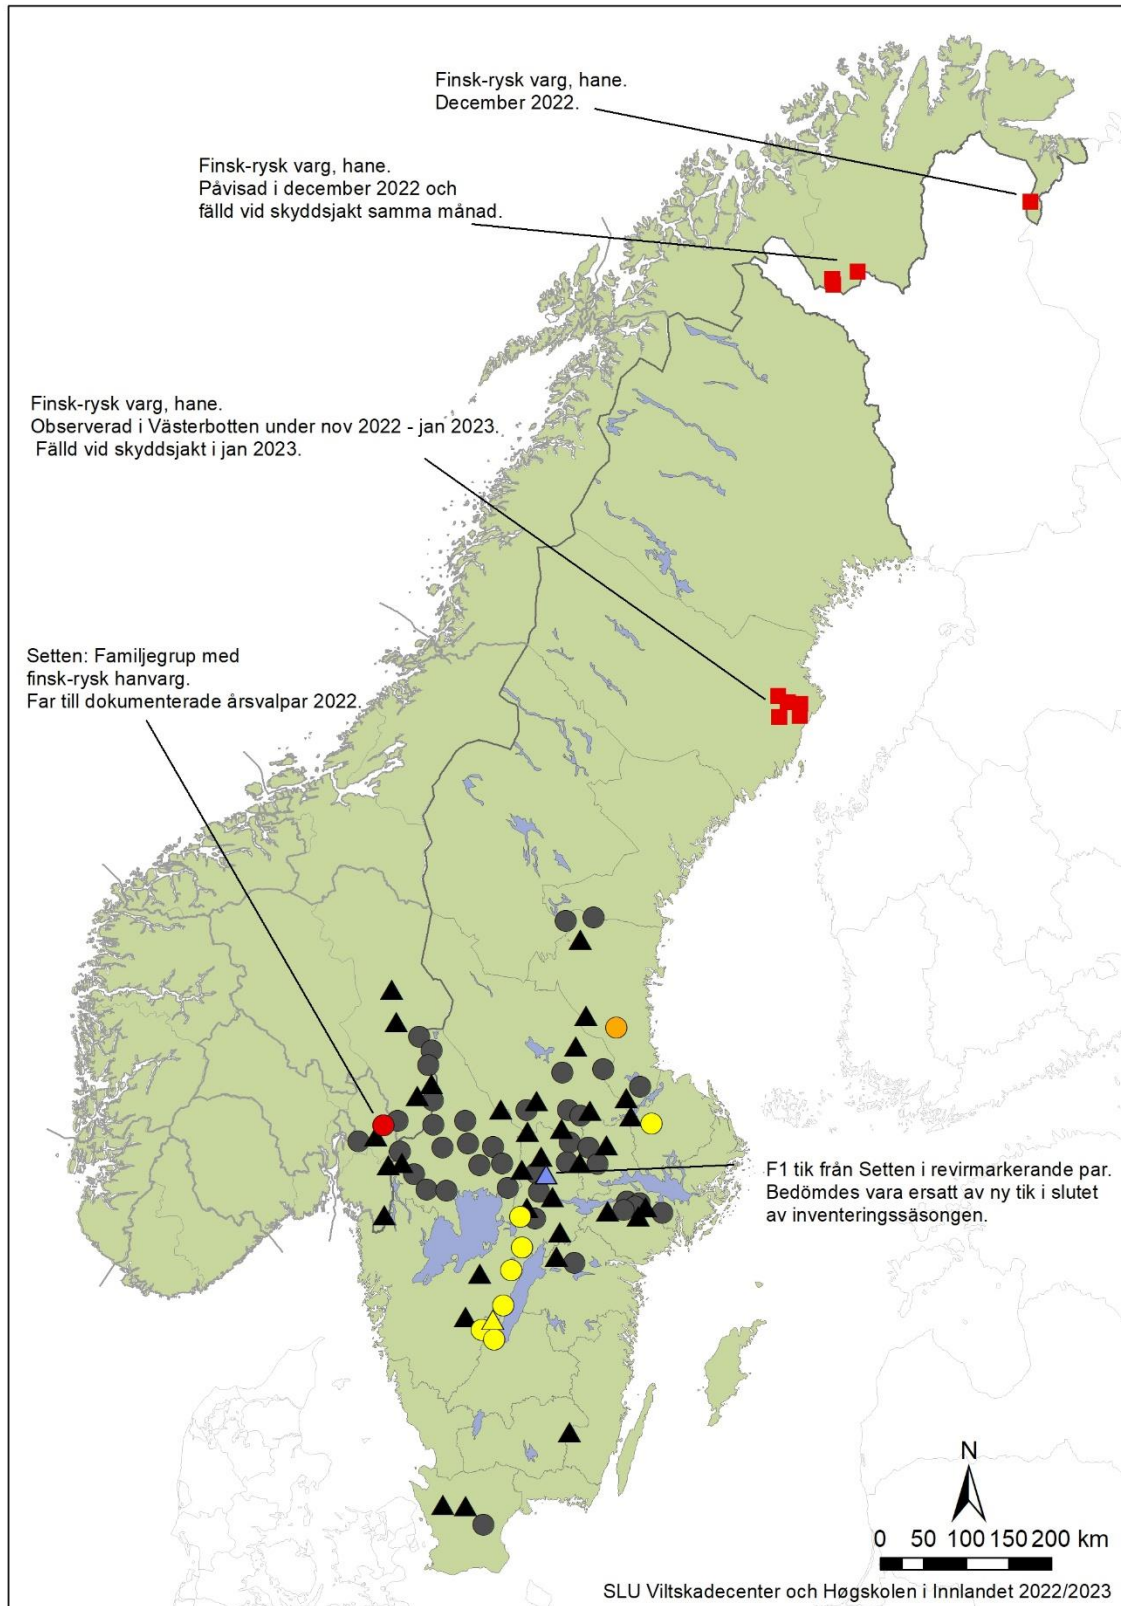 Finsk-rysk varg, hane.
December 2022.
Finsk-rysk varg, hane.
Påvisad i december 2022 och
fälld vid skyddsjakt samma månad.
Finsk-rysk varg, hane.
Observerad i Västerbotten under nov 2022 - jan 2023.
Fälld vid skyddsjakt i jan 2023.
Setten: Familjegrup med
finsk-rysk hanvarg.
Far till dokumenterade årsvalpar 2022.
F1 tik från Setten i revirmarkerande par.
Bedömdes vara ersatt av ny tik i slutet
av inventeringssäsongen.
N
0 50 100 150 200 km
SLU Viltskadecenter och Høgskolen i Innlandet 2022/2023